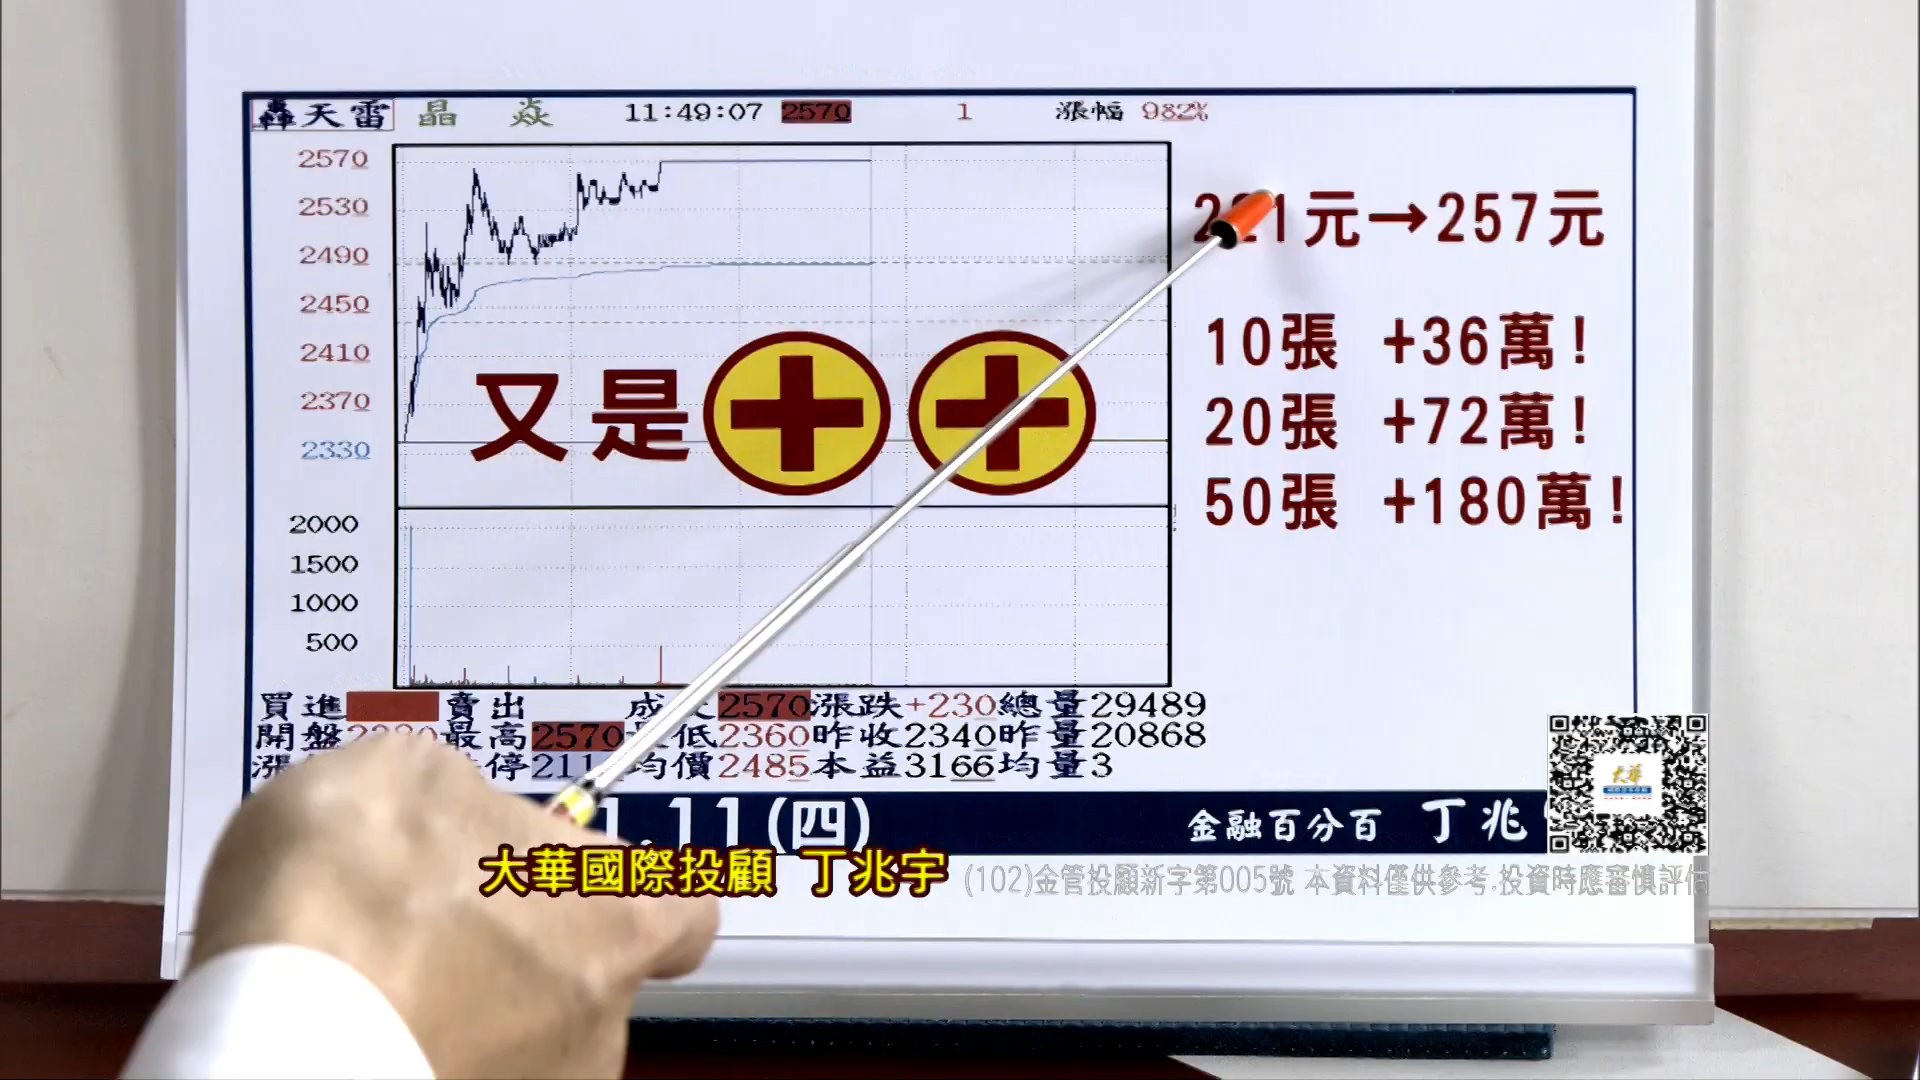 轟天雷 晶 焱 11:49:07 2570 1 漲幅 982%
2570
2530
2490
2450
2410
2370
2330
2000
1500
1000
500
又是
221元→257元
10張 +36萬!
20張 +72萬!
50張 +180萬!
買進 賣出 2570漲跌+230總量29489
開盤 最高2570 低2360昨收2340昨量20868
停 均價2485本益3166均量3
11(四) 金融百分百 丁兆
大華
大華國際投顧 丁兆宇 (102)金管投顧新字第005號 本資料僅供參考.投資時應審慎評估